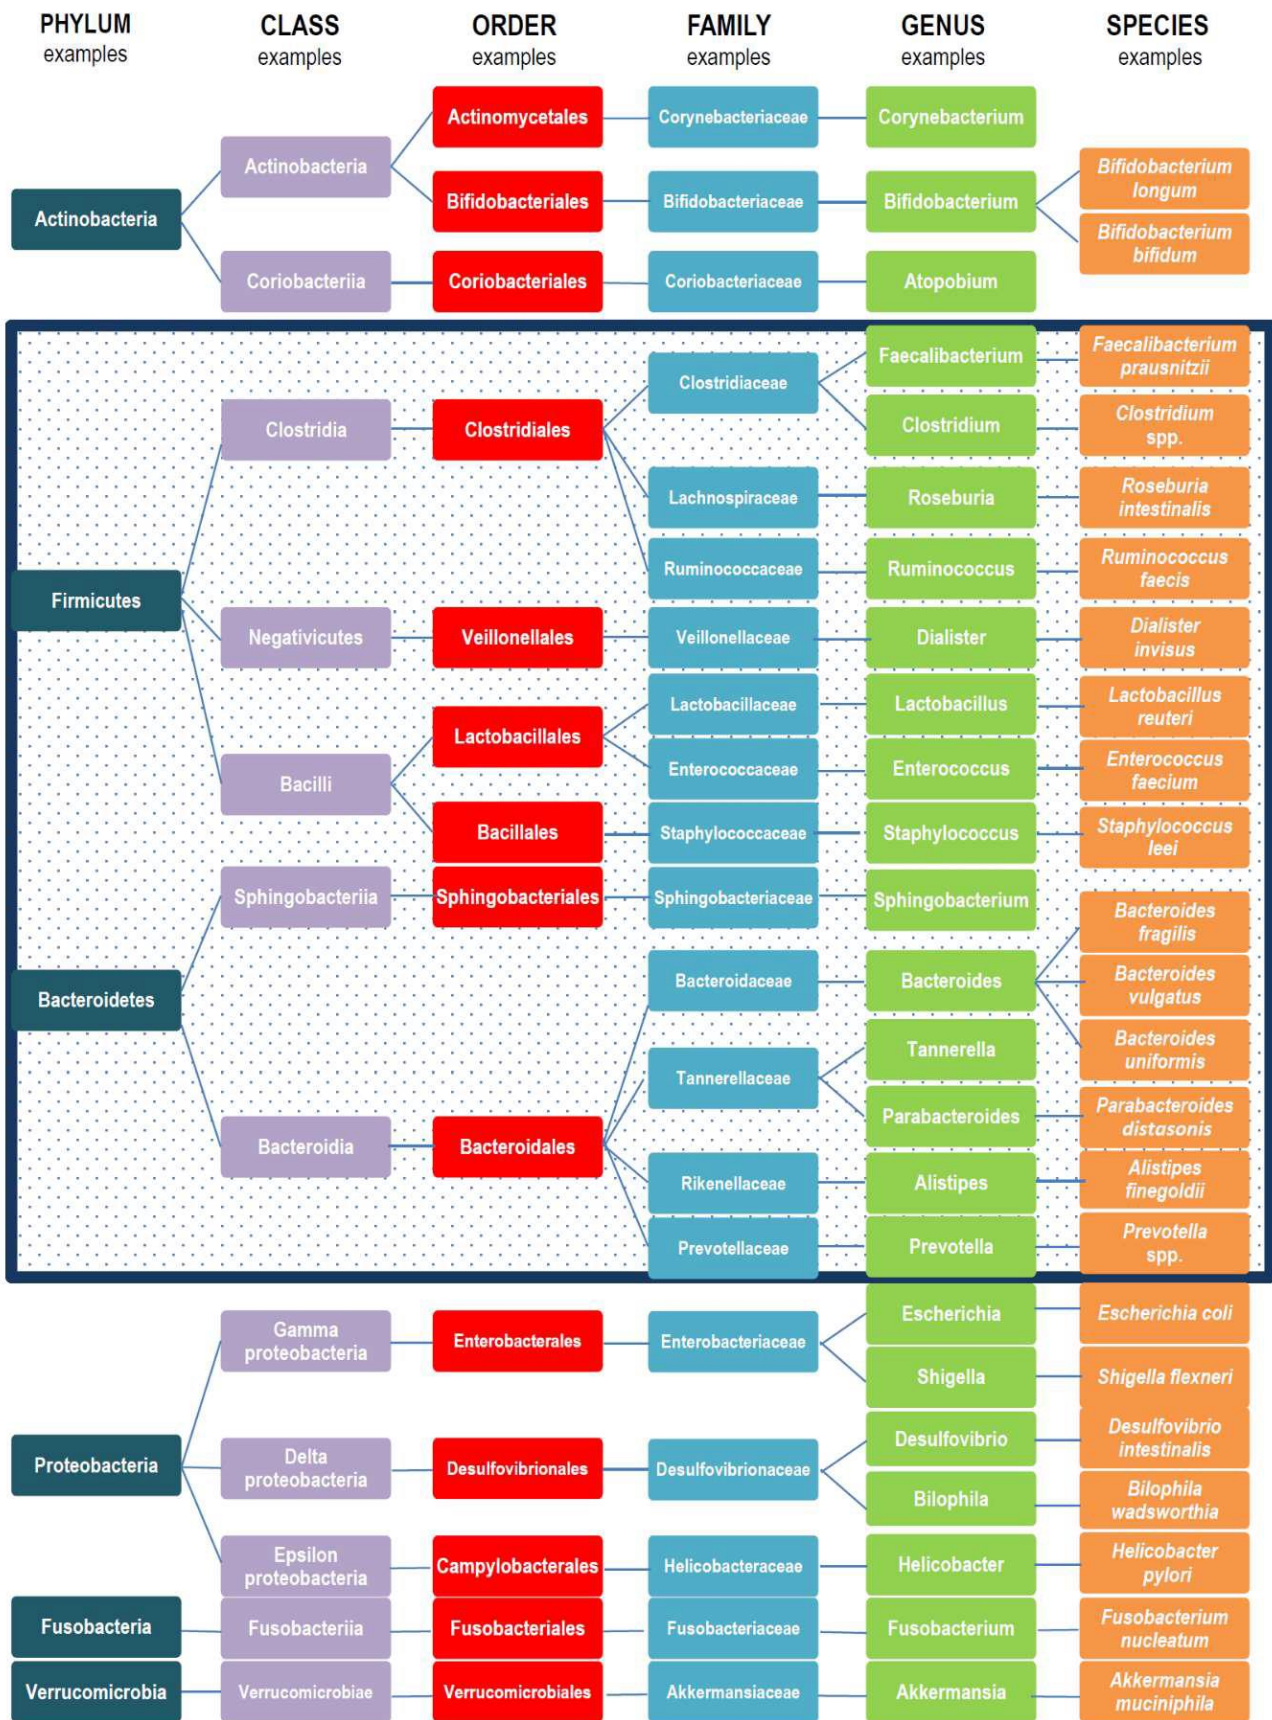 PHYLUM
examples
CLASS
examples
ORDER
examples
FAMILY
examples
GENUS
examples
SPECIES
examples
Actinobacteria
Actinobacteria
Actinomycetales
Corynebacteriaceae
Corynebacterium
Bifidobacteriales
Bifidobacteriaceae
Bifidobacterium
Bifidobacterium
longum
Bifidobacterium
bifidum
Coriobacteriia
Coriobacteriales
Coriobacteriaceae
Atopobium
Firmicutes
Clostridia
Clostridiales
Clostridiaceae
Faecalibacterium
Faecalibacterium
prausnitzii
Clostridium
Clostridium
spp.
Lachnospiraceae
Roseburia
Roseburia
intestinalis
Ruminococcaceae
Ruminococcus
Ruminococcus
faecis
Negativicutes
Veillonellales
Veillonellaceae
Dialister
Dialister
invisus
Bacilli
Lactobacillales
Lactobacillaceae
Lactobacillus
Lactobacillus
reuteri
Enterococcaceae
Enterococcus
Enterococcus
faecium
Bacillales
Staphylococcaceae
Staphylococcus
Staphylococcus
leei
Bacteroidetes
Sphingobacteriia
Sphingobacteriales
Sphingobacteriaceae
Sphingobacterium
Bacteroidia
Bacteroidales
Bacteroidaceae
Bacteroides
Bacteroides
fragilis
Bacteroides
vulgatus
Bacteroides
uniformis
Tannerellaceae
Tannerella
Parabacteroides
Parabacteroides
distasonis
Rikenellaceae
Alistipes
Alistipes
finegoldii
Prevotellaceae
Prevotella
Prevotella
spp.
Proteobacteria
Gamma
proteobacteria
Enterobacterales
Enterobacteriaceae
Escherichia
Escherichia coli
Shigella
Shigella flexneri
Delta
proteobacteria
Desulfovibrionales
Desulfovibrionaceae
Desulfovibrio
Desulfovibrio
intestinalis
Bilophila
Bilophila
wadsworthia
Epsilon
proteobacteria
Campylobacterales
Helicobacteraceae
Helicobacter
Helicobacter
pylori
Fusobacteria
Fusobacteriia
Fusobacteriales
Fusobacteriaceae
Fusobacterium
Fusobacterium
nucleatum
Verrucomicrobia
Verrucomicrobiae
Verrucomicrobiales
Akkermansiaceae
Akkermansia
Akkermansia
muciniphila